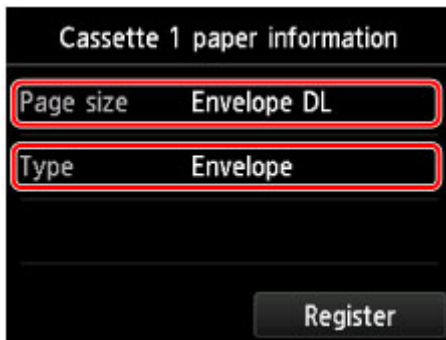 Cassette 1 paper information
Page size Envelope DL
Type Envelope
Register